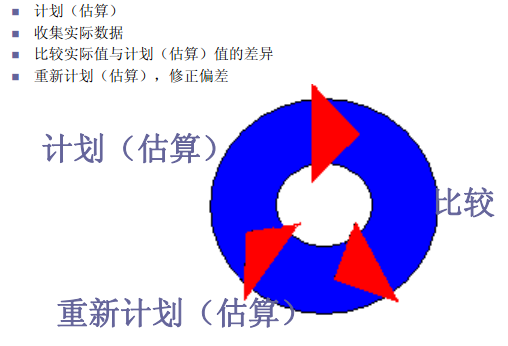 计划（估算）
收集实际数据
比较实际值与计划（估算）值的差异
重新计划（估算），修正偏差
计划（估算）
比较
重新计划（估算）